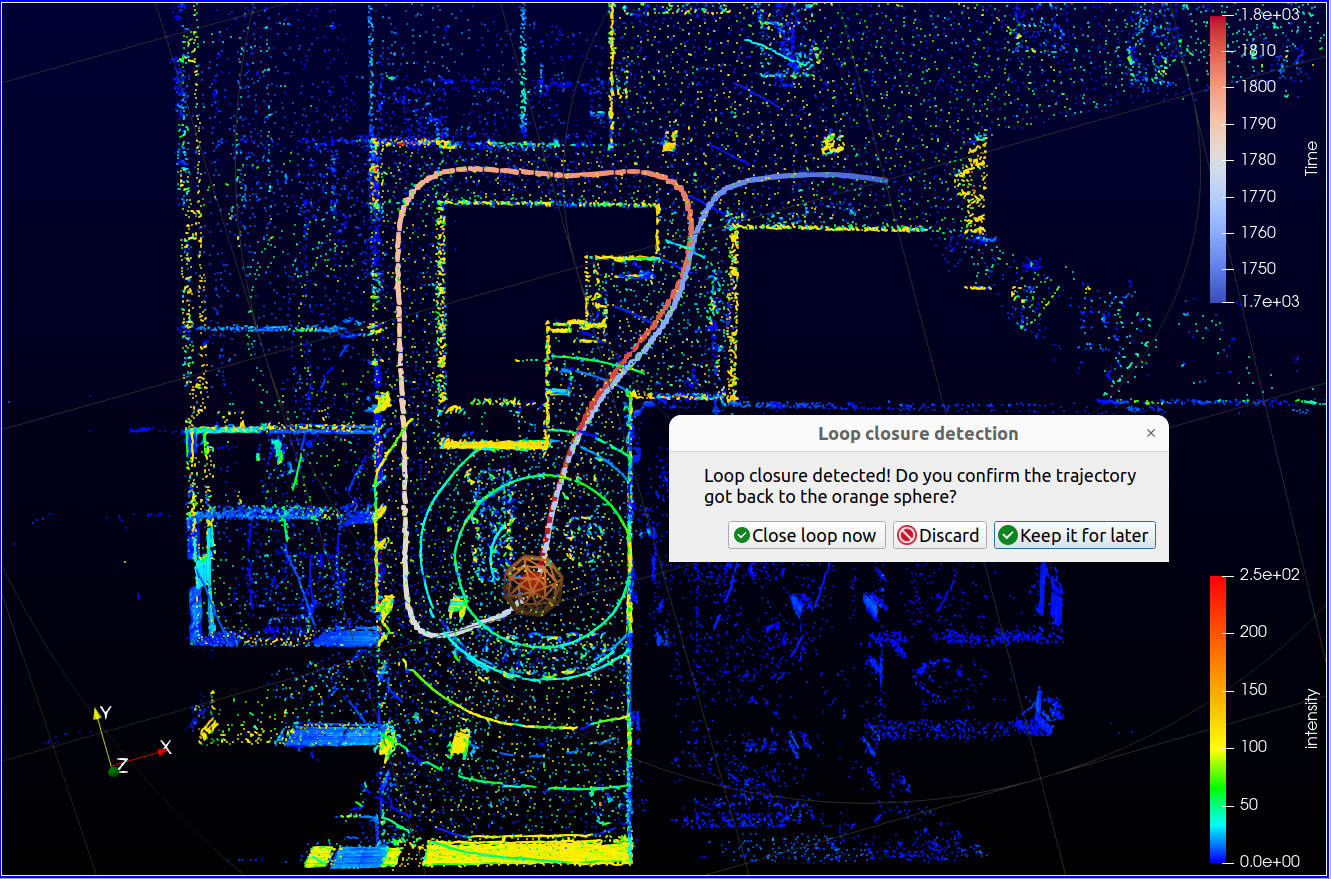 1.8e+03
1810
1800
1790
1780
1770
1760
1750
1.7e+03
Time
Loop closure detection
×
Loop closure detected! Do you confirm the trajectory
got back to the orange sphere?
Close loop now
Discard
Keep it for later
2.5e+02
200
150
100
50
0.0e+00
intensity
Y
X
Z